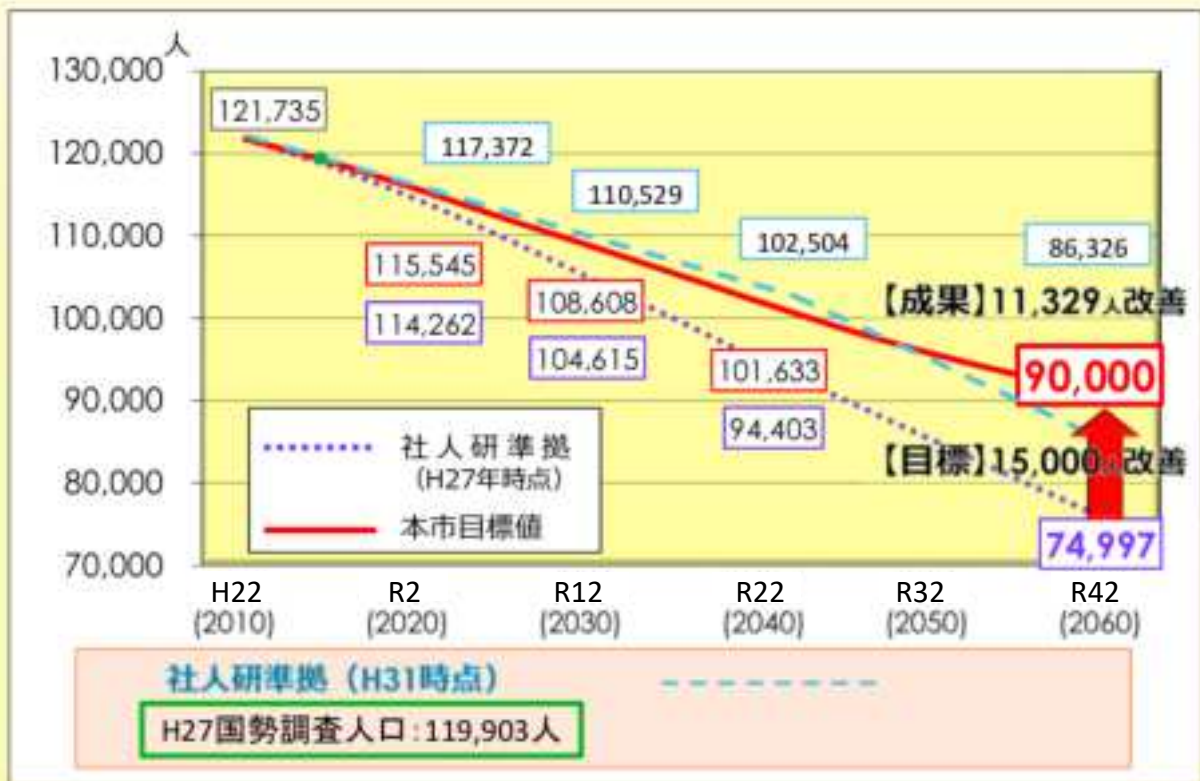 人
130,000
120,000
110,000
100,000
90,000
80,000
70,000
121,735
117,372
110,529
102,504
86,326
115,545
114,262
108,608
104,615
101,633
94,403
【成果】11,329人改善
90,000
【目標】15,000人改善
74,997
社人研準拠
(H27年時点)
本市目標値
H22 R2 R12 R22 R32 R42
(2010) (2020) (2030) (2040) (2050) (2060)
社人研準拠（H31時点）
H27国勢調査人口:119,903人